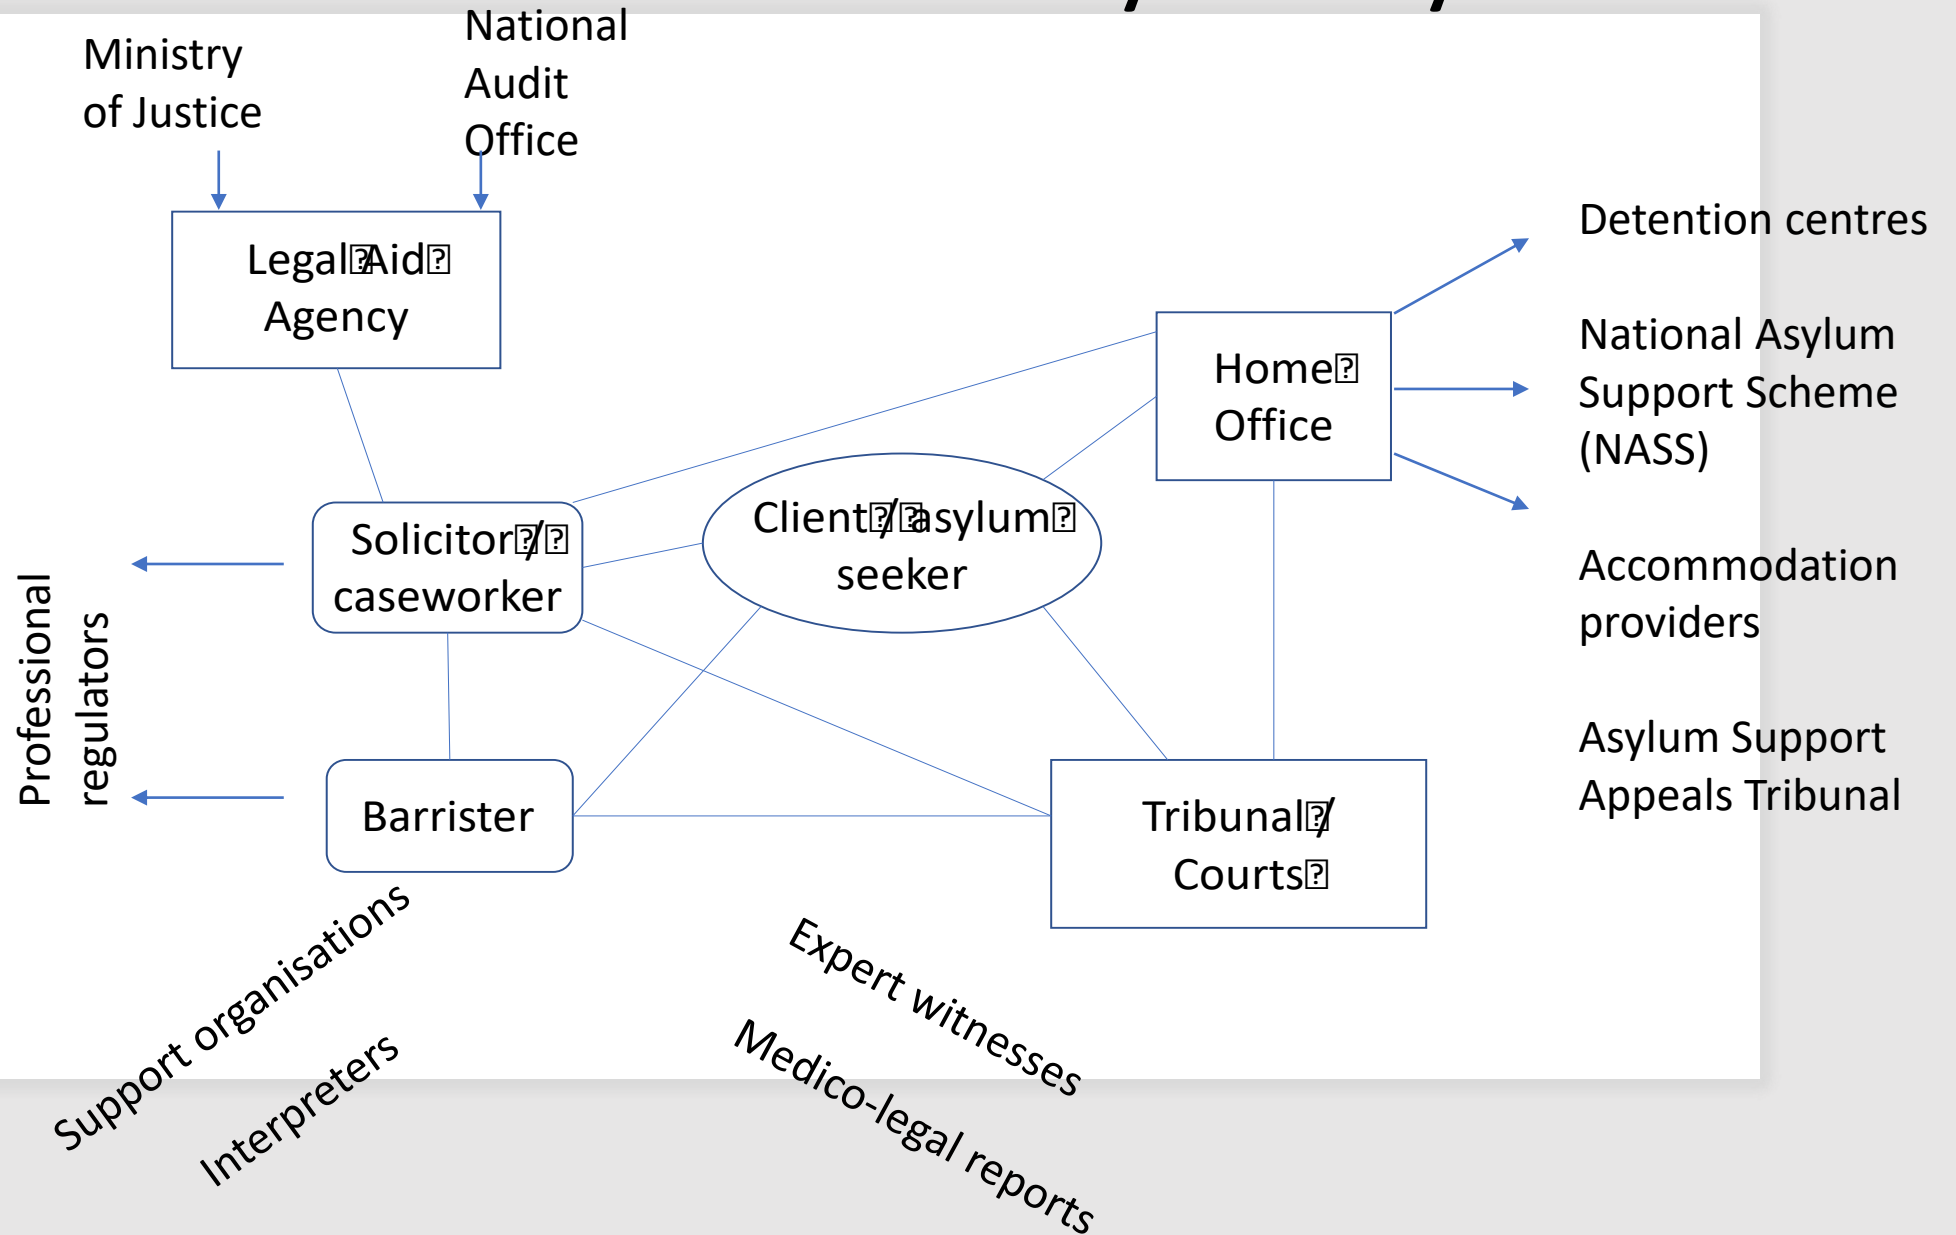 Ministry
of Justice
National
Audit
Office
Legal Aid
Agency
Detention centres
National Asylum
Support Scheme
(NASS)
Home
Office
Client / asylum
seeker
Solicitor /
caseworker
Professional
regulators
Accommodation
providers
Asylum Support
Appeals Tribunal
Barrister
Tribunal /
Courts
Support organisations
Interpreters
Expert witnesses
Medico-legal reports